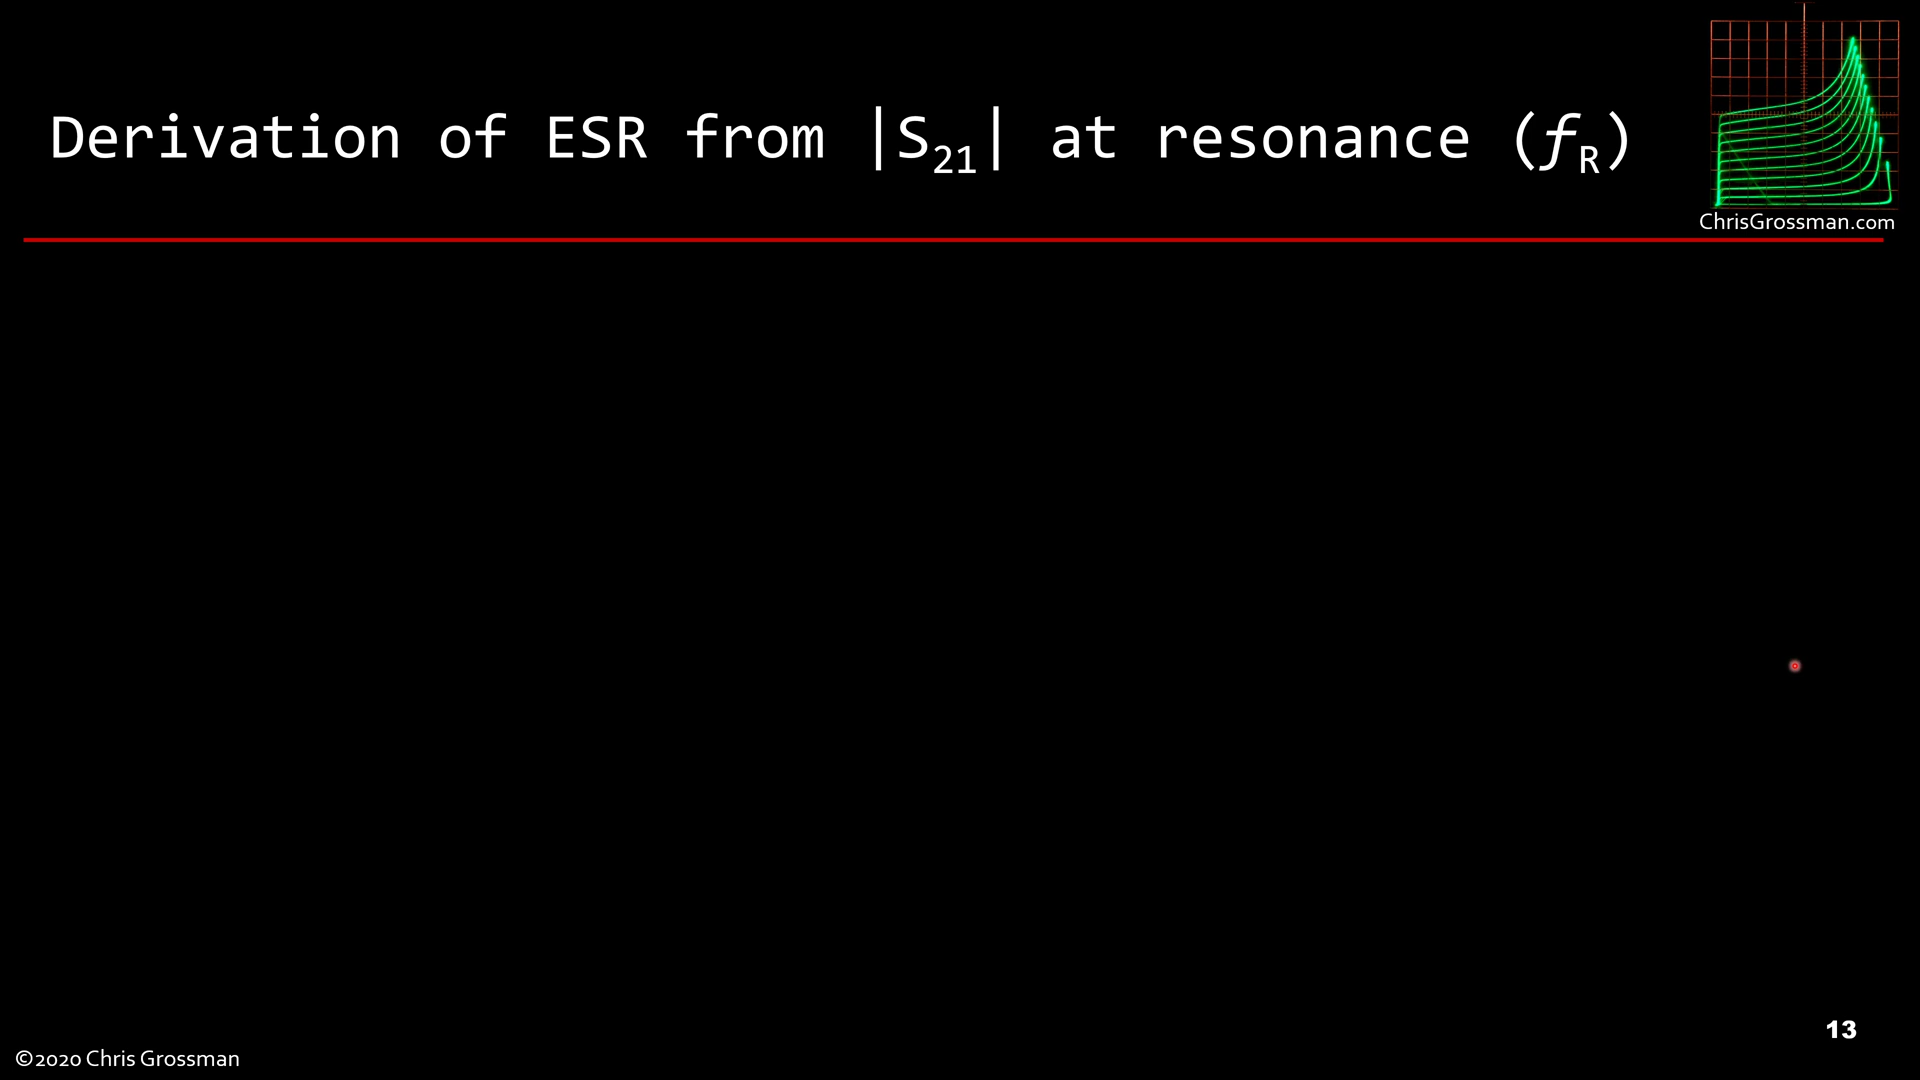 Derivation of ESR from |S₂₁| at resonance (fR)
ChrisGrossman.com
13
©2020 Chris Grossman